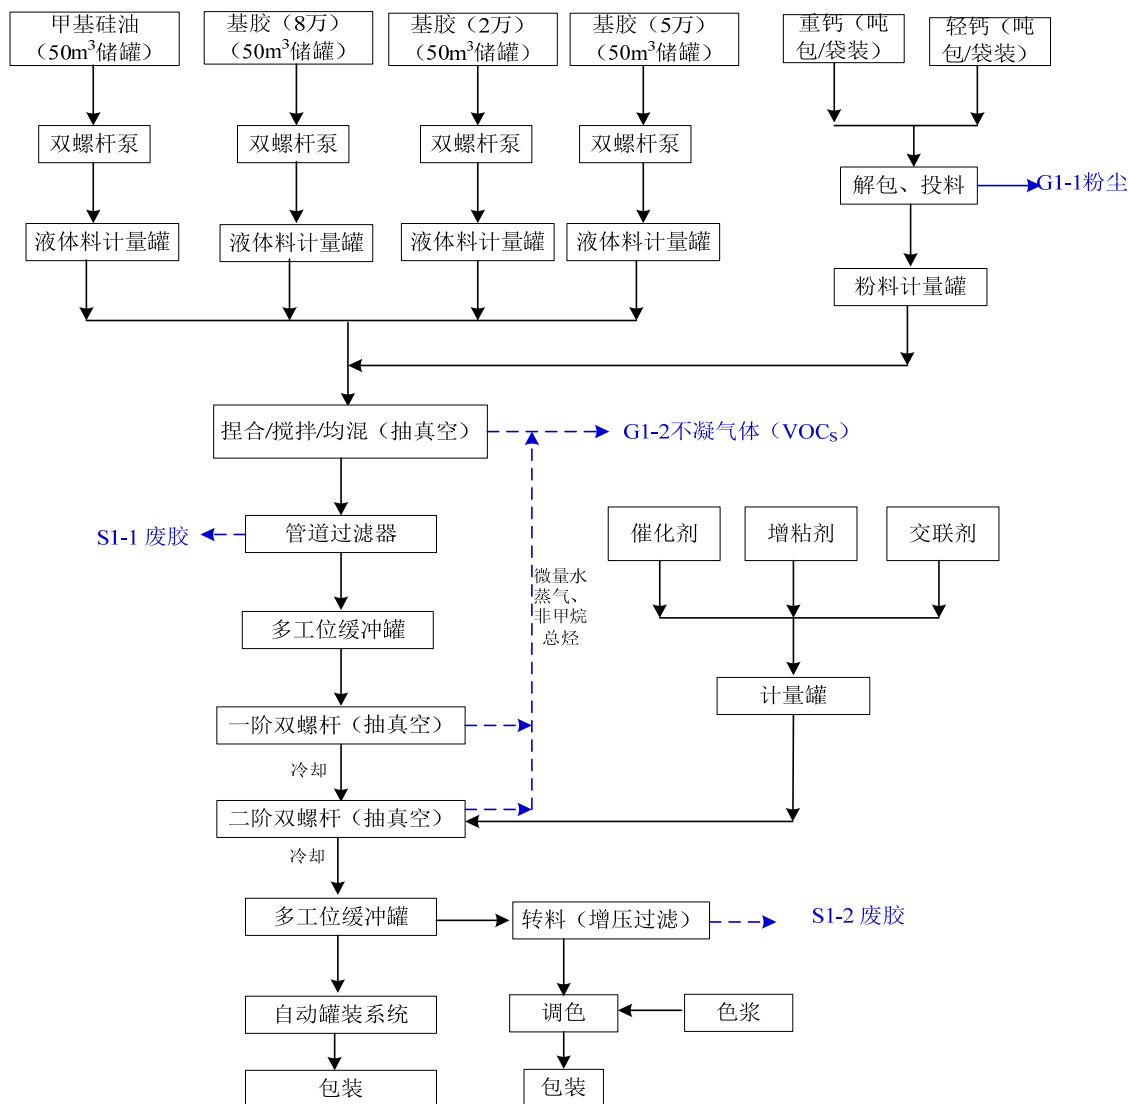 甲基硅油
（50m³储罐）
基胶（8万）
（50m³储罐）
基胶（2万）
（50m³储罐）
基胶（5万）
（50m³储罐）
重钙（吨
包/袋装）
轻钙（吨
包/袋装）
双螺杆泵
双螺杆泵
双螺杆泵
双螺杆泵
解包、投料
G1-1粉尘
液体料计量罐
液体料计量罐
液体料计量罐
液体料计量罐
粉料计量罐
捏合/搅拌/均混（抽真空）
G1-2不凝气体（VOCs）
S1-1 废胶
管道过滤器
催化剂
增粘剂
交联剂
微量水
蒸气、
非甲烷
总烃
多工位缓冲罐
计量罐
一阶双螺杆（抽真空）
冷却
二阶双螺杆（抽真空）
冷却
多工位缓冲罐
转料（增压过滤）
S1-2 废胶
自动罐装系统
调色
色浆
包装
包装